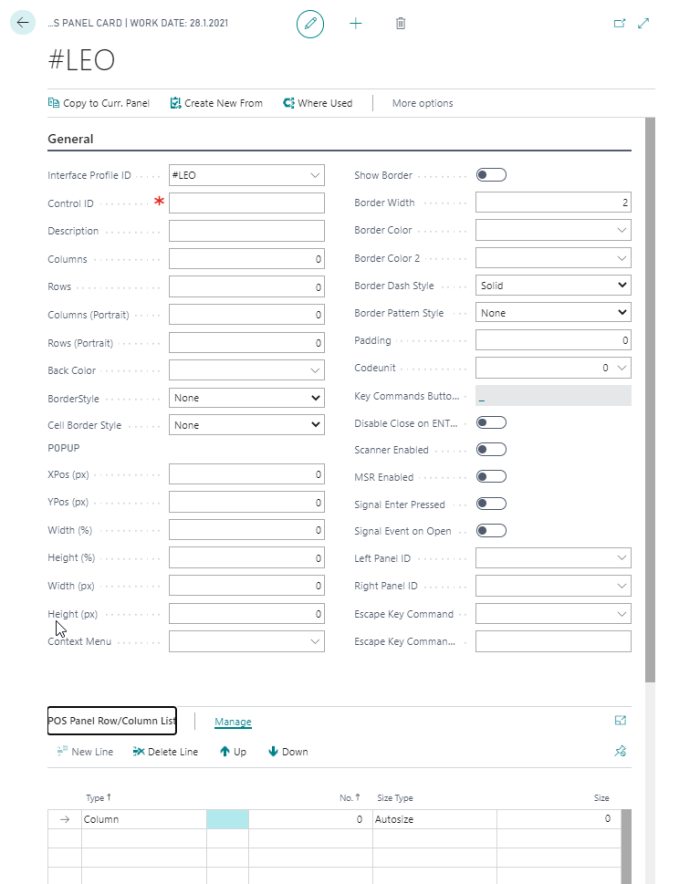 ...S PANEL CARD | WORK DATE: 28.1.2021
#LEO
Copy to Curr. Panel Create New From Where Used More options
General
Interface Profile ID #LEO
Control ID *
Description
Columns 0
Rows 0
Columns (Portrait) 0
Rows (Portrait) 0
Back Color
BorderStyle None
Cell Border Style None
POPUP
XPos (px) 0
YPos (px) 0
Width (%) 0
Height (%) 0
Width (px) 0
Height (px) 0
Context Menu
Show Border
Border Width 2
Border Color
Border Color 2
Border Dash Style Solid
Border Pattern Style None
Padding 0
Codeunit 0
Key Commands Butto... _
Disable Close on ENT...
Scanner Enabled
MSR Enabled
Signal Enter Pressed
Signal Event on Open
Left Panel ID
Right Panel ID
Escape Key Command
Escape Key Comman...
POS Panel Row/Column List Manage
New Line Delete Line Up Down
Type ↑ No. ↑ Size Type Size
→ Column 0 Autosize 0